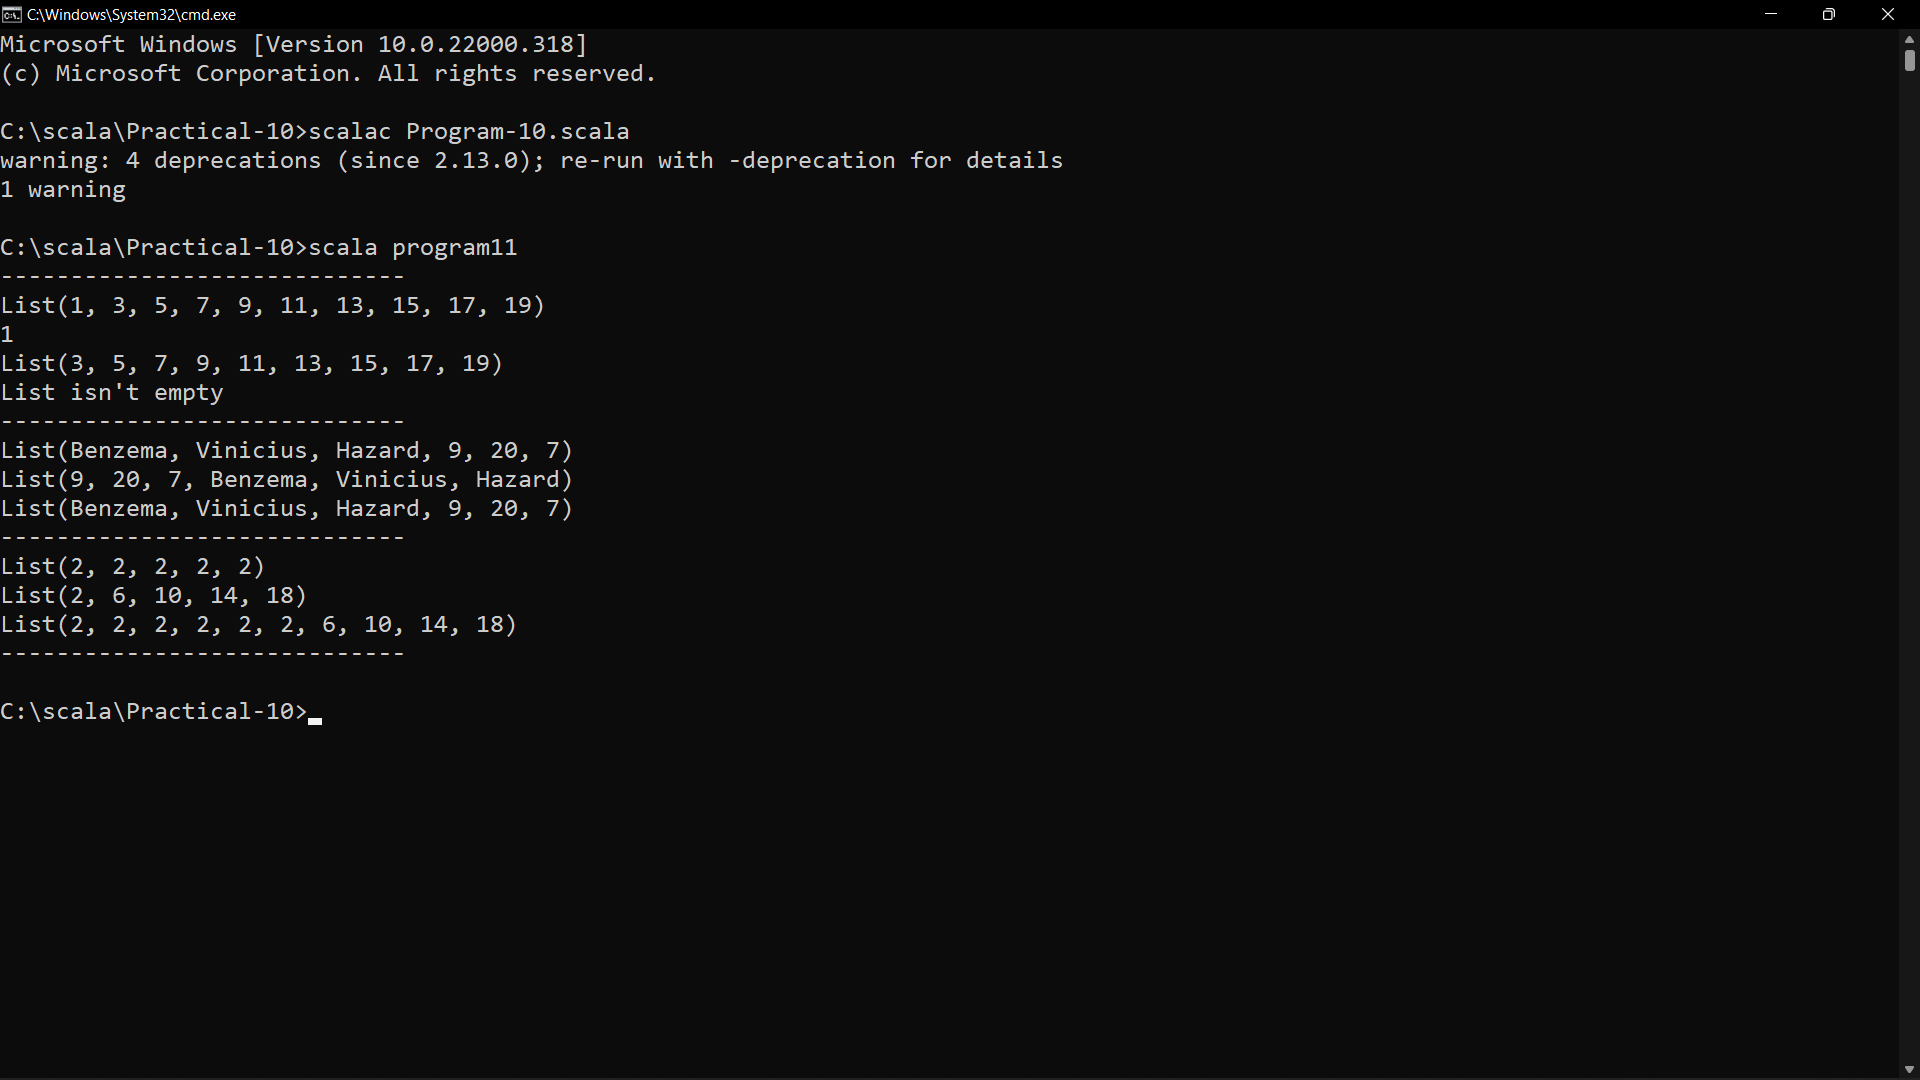 C:\Windows\System32\cmd.exe
Microsoft Windows [Version 10.0.22000.318]
(c) Microsoft Corporation. All rights reserved.
C:\scala\Practical-10>scalac Program-10.scala
warning: 4 deprecations (since 2.13.0); re-run with -deprecation for details
1 warning
C:\scala\Practical-10>scala program11
-----------------------------
List(1, 3, 5, 7, 9, 11, 13, 15, 17, 19)
1
List(3, 5, 7, 9, 11, 13, 15, 17, 19)
List isn't empty
-----------------------------
List(Benzema, Vinicius, Hazard, 9, 20, 7)
List(9, 20, 7, Benzema, Vinicius, Hazard)
List(Benzema, Vinicius, Hazard, 9, 20, 7)
-----------------------------
List(2, 2, 2, 2, 2)
List(2, 6, 10, 14, 18)
List(2, 2, 2, 2, 2, 2, 6, 10, 14, 18)
-----------------------------
C:\scala\Practical-10>